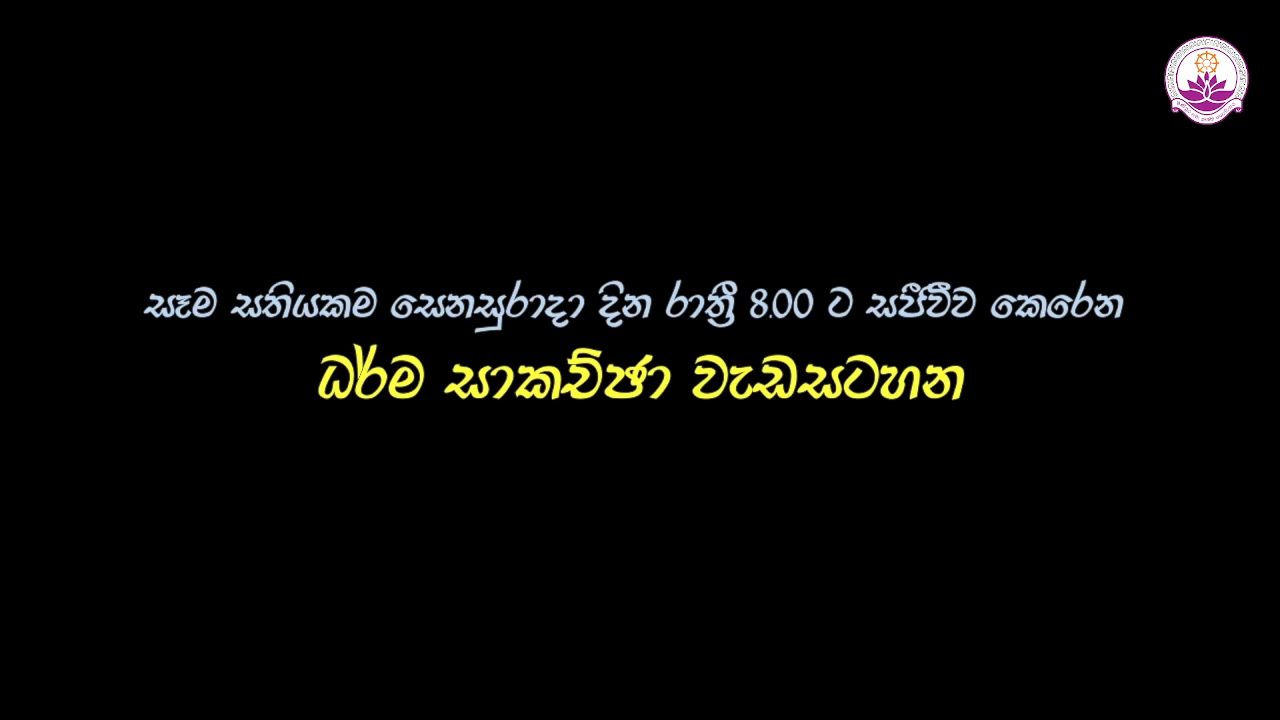 සෑම සතියකම සෙනසුරාදා දින රාත්‍රී 8.00 ට සජීවීව කෙරෙන
ධර්ම සාකච්ඡා වැඩසටහන